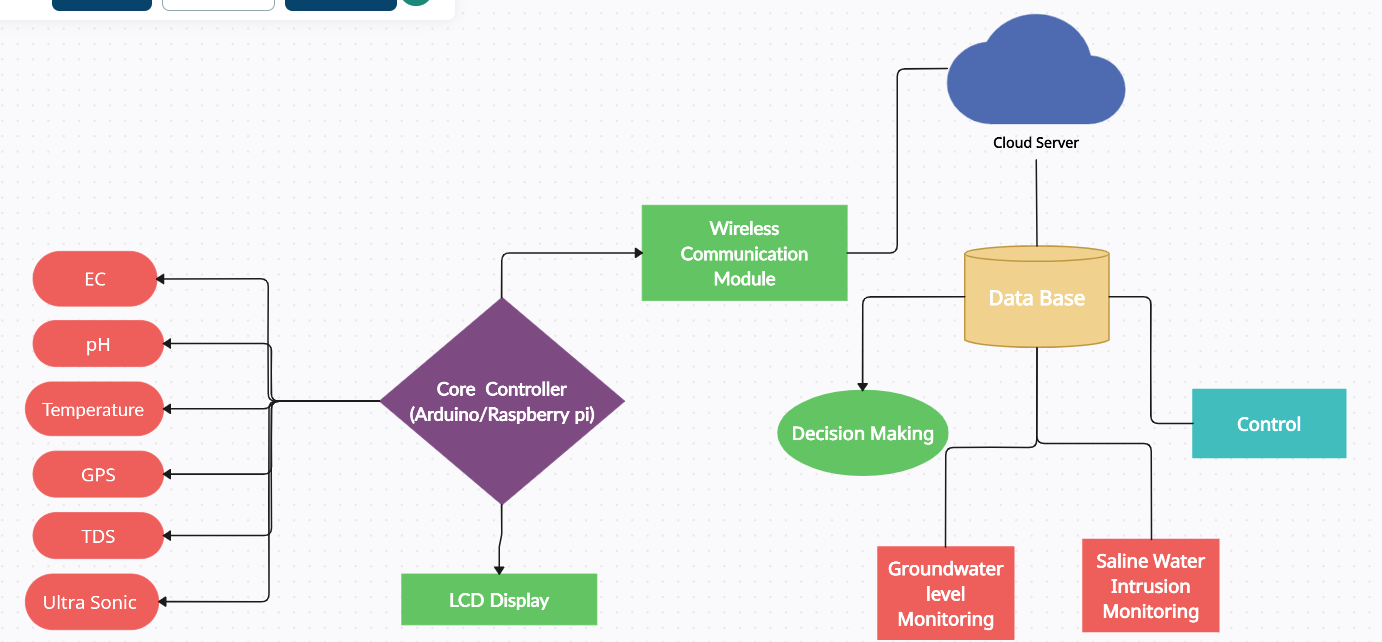 Cloud Server
Wireless
Communication
Module
Data Base
EC
pH
Temperature
GPS
TDS
Ultra Sonic
Core  Controller
(Arduino/Raspberry pi)
LCD Display
Decision Making
Control
Groundwater
level
Monitoring
Saline Water
Intrusion
Monitoring